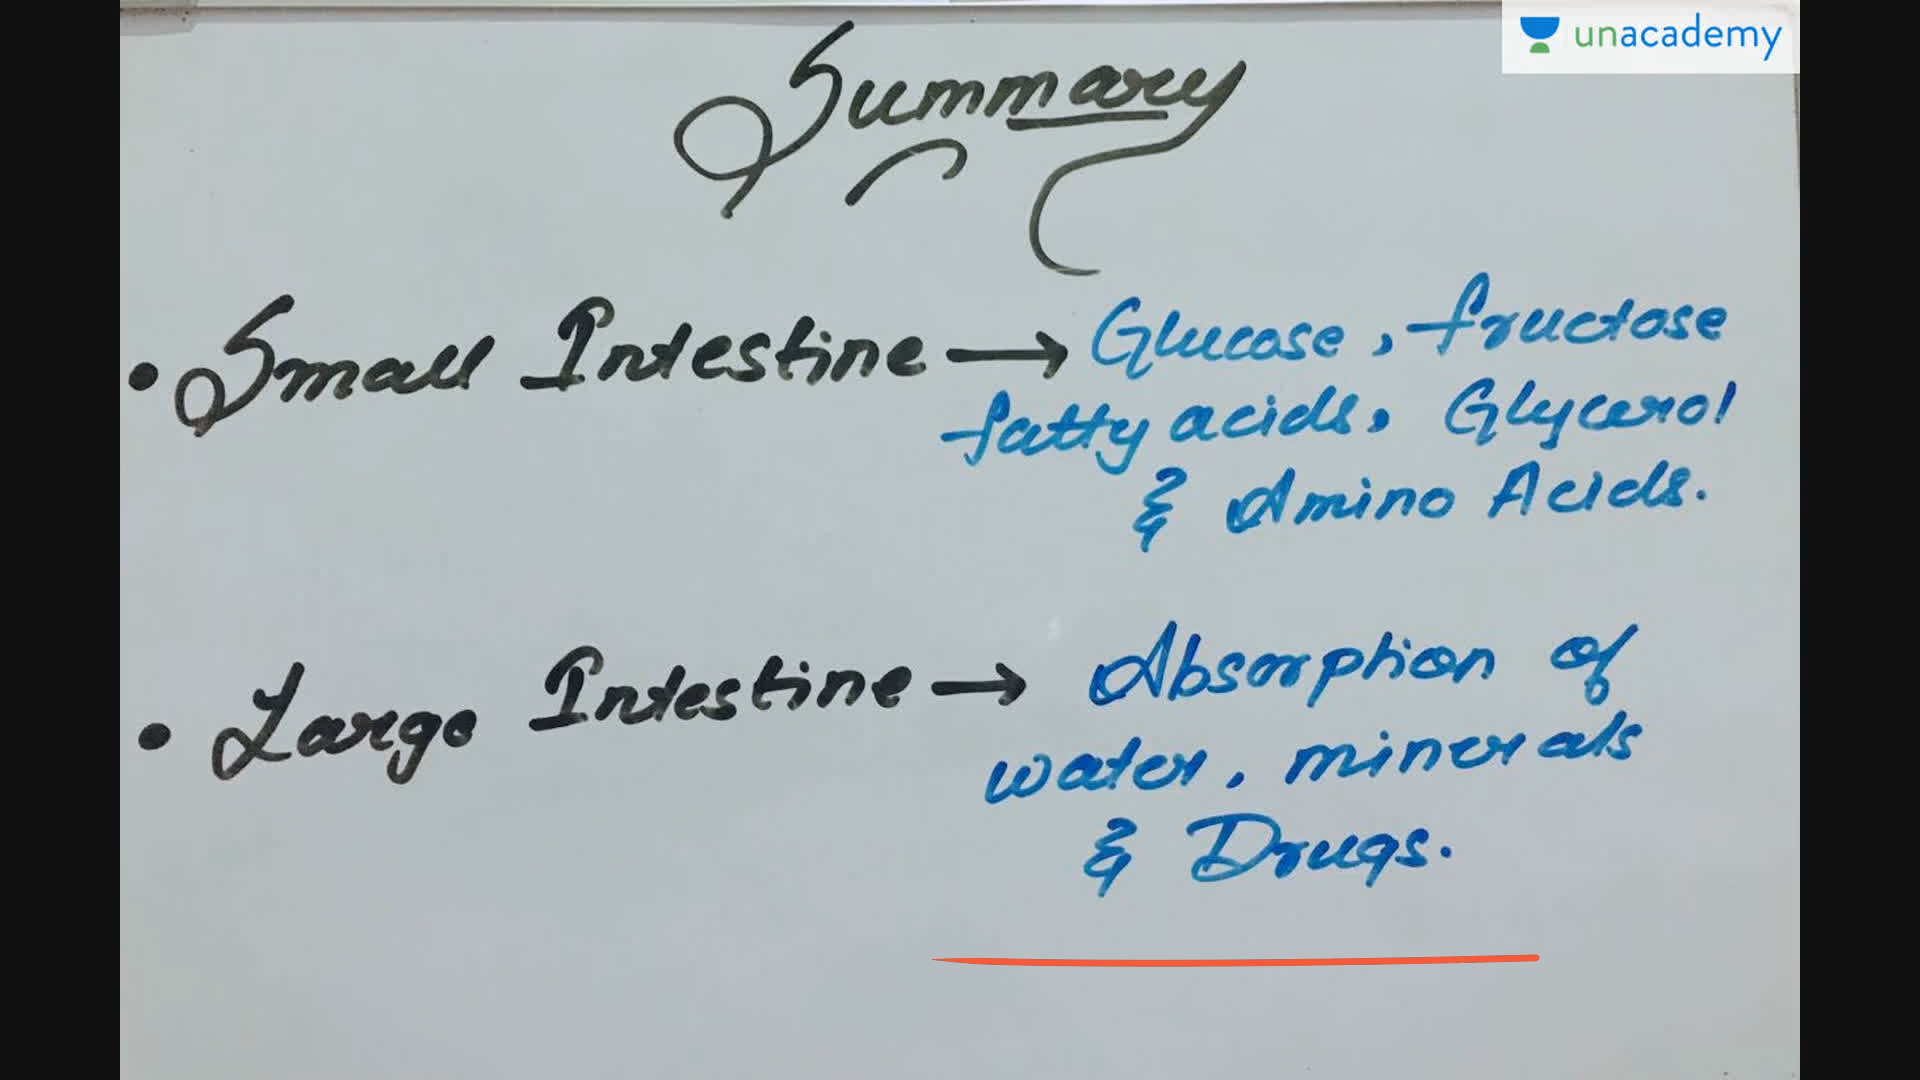 unacademy
Summary
• Small Intestine → Glucose, fructose
fatty acids, Glycerol
& Amino Acids.
• Large Intestine → Absorption of
water, minerals
& Drugs.